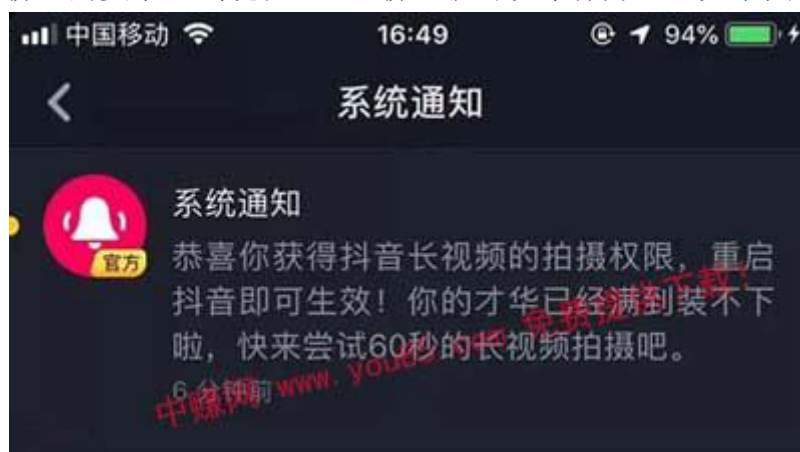 中国移动 16:49 94%
系统通知
系统通知
官方
恭喜你获得抖音长视频的拍摄权限，重启
抖音即可生效！你的才华已经满到装不下
啦，快来尝试60秒的长视频拍摄吧。
6 分钟前
中赚网 www.